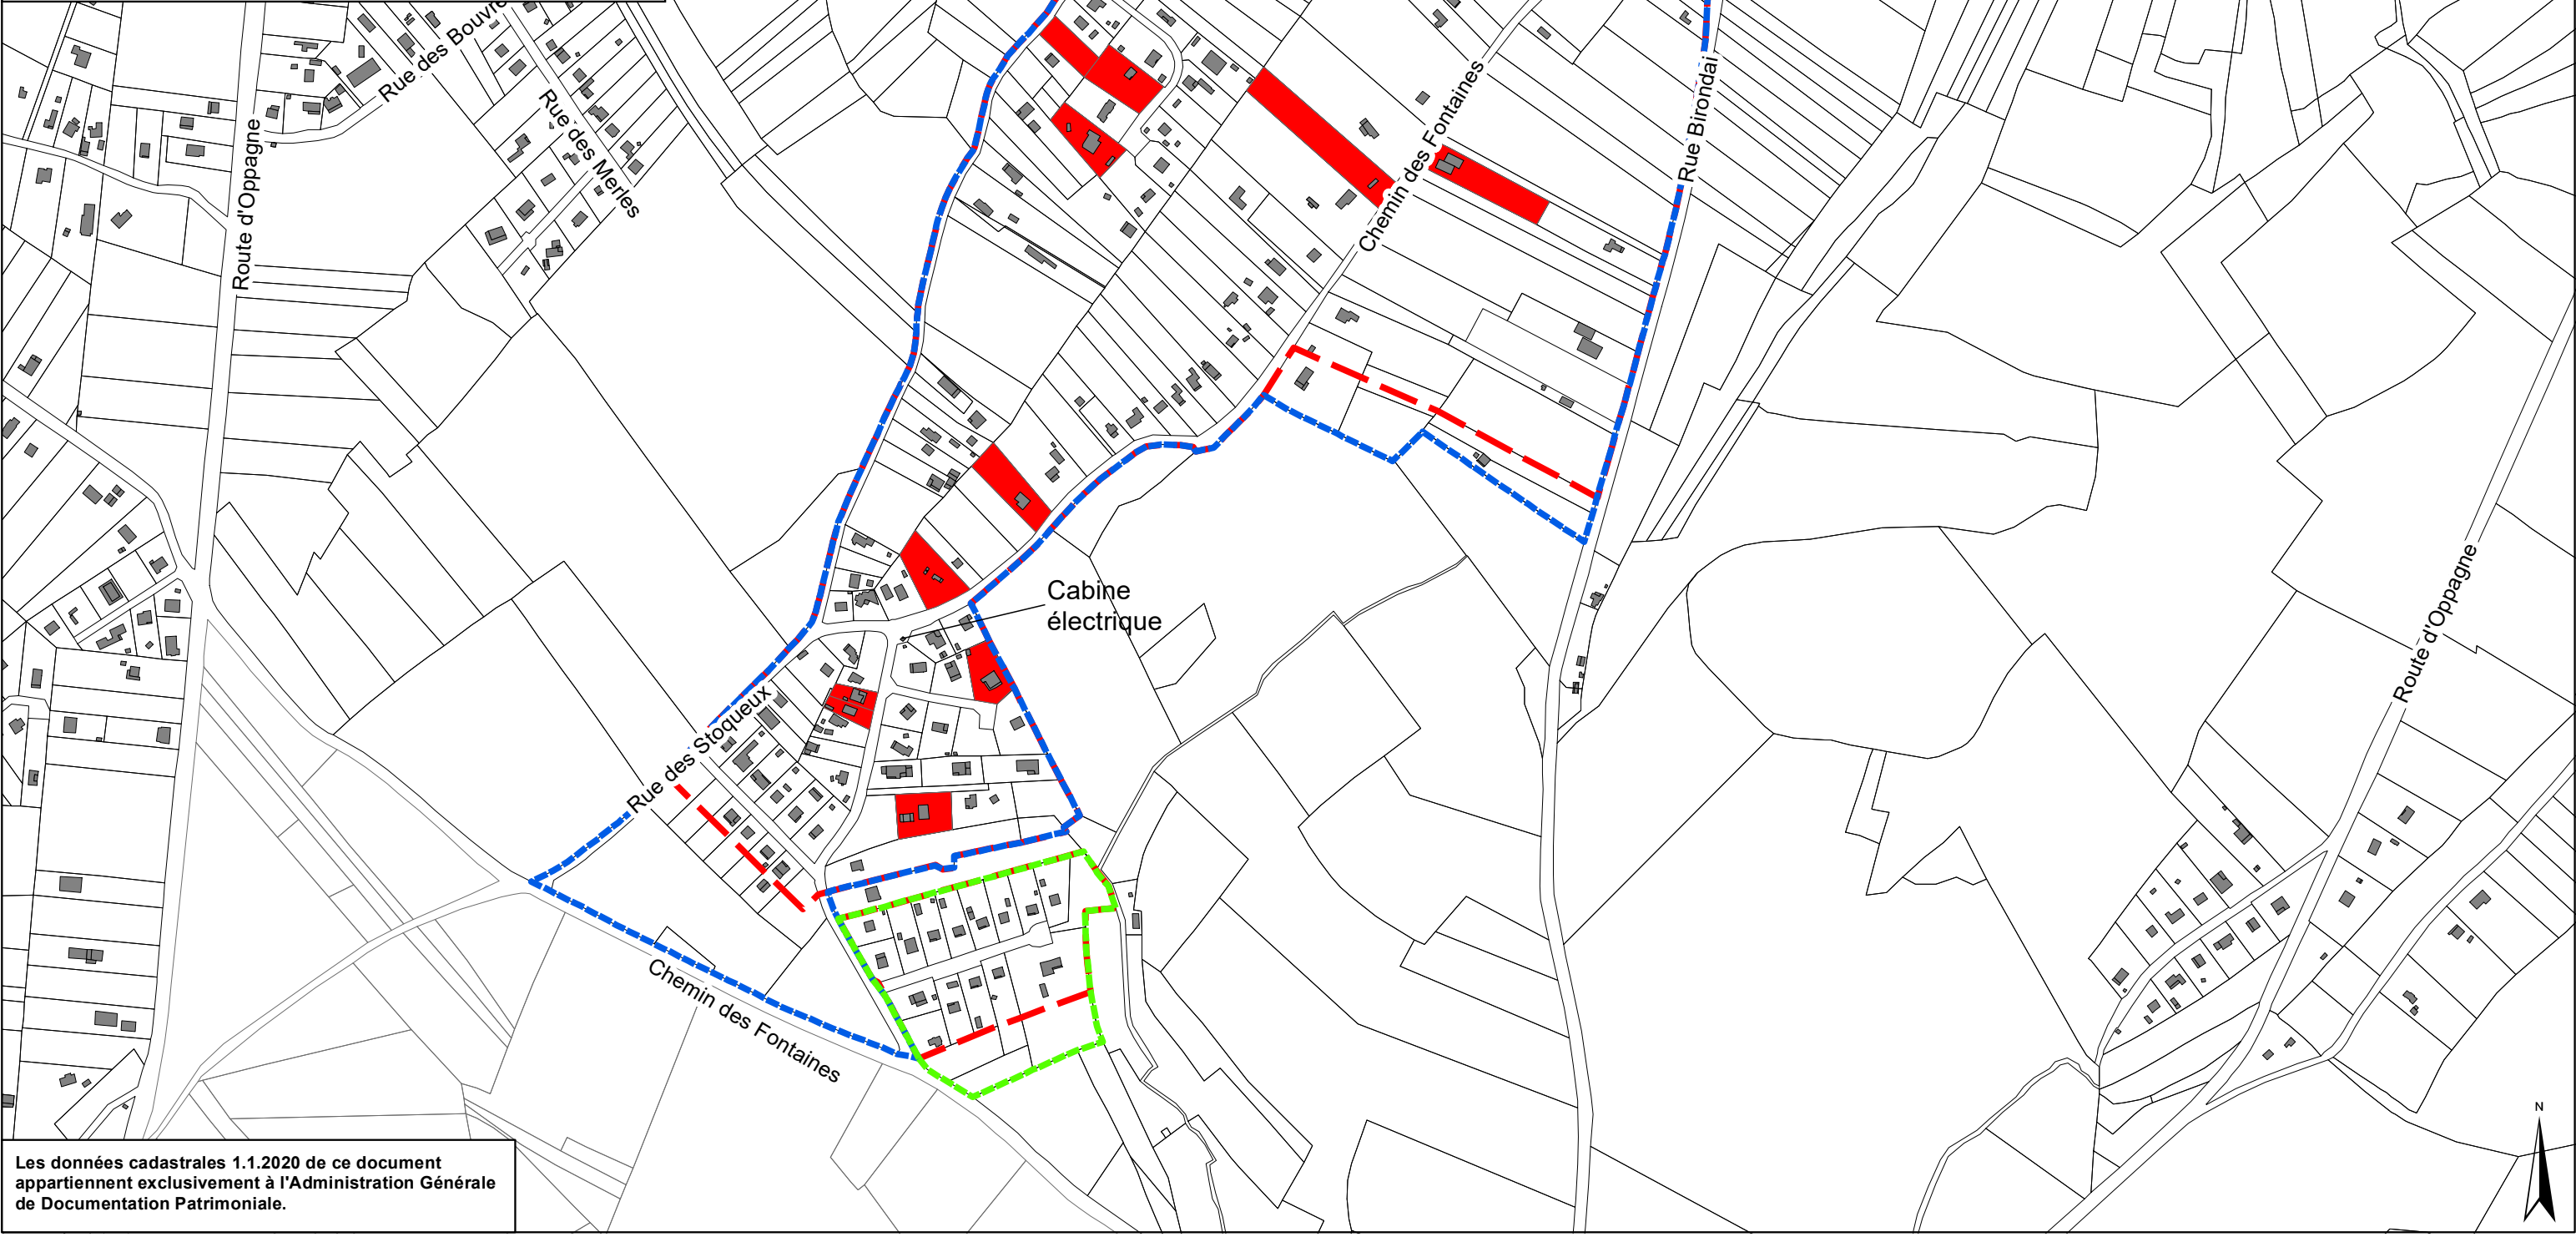 Rue des Bouvre
Rue des Merles
Route d'Oppagne
Chemin des Fontaines
Rue Birondai
Cabine
électrique
Rue des Stoqueux
Route d'Oppagne
Chemin des Fontaines
N
Les données cadastrales 1.1.2020 de ce document
appartiennent exclusivement à l'Administration Générale
de Documentation Patrimoniale.